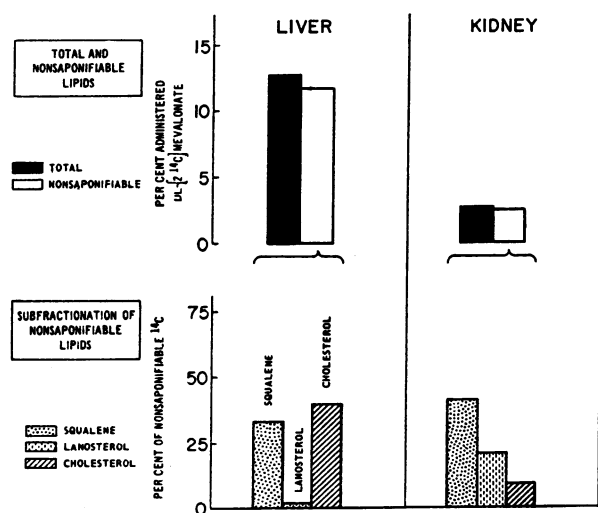 LIVER
KIDNEY
TOTAL AND
NONSAPONIFIABLE
LIPIDS
TOTAL
NONSAPONIFIABLE
PER CENT ADMINISTERED
DL-[2 ¹⁴C] MEVALONATE
15
10
5
0
SUBFRACTIONATION OF
NONSAPONIFIABLE
LIPIDS
SQUALENE
LANOSTEROL
CHOLESTEROL
PER CENT OF NONSAPONIFIABLE ¹⁴C
75
50
25
0
SQUALENE
LANOSTEROL
CHOLESTEROL